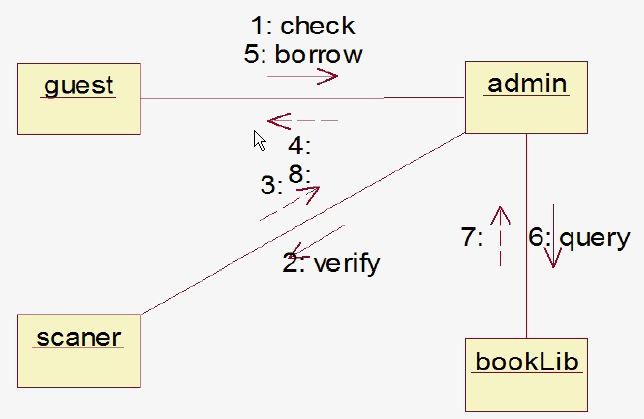 1: check
5: borrow
guest
admin
4:
8:
3:
7:
6: query
2: verify
scaner
bookLib